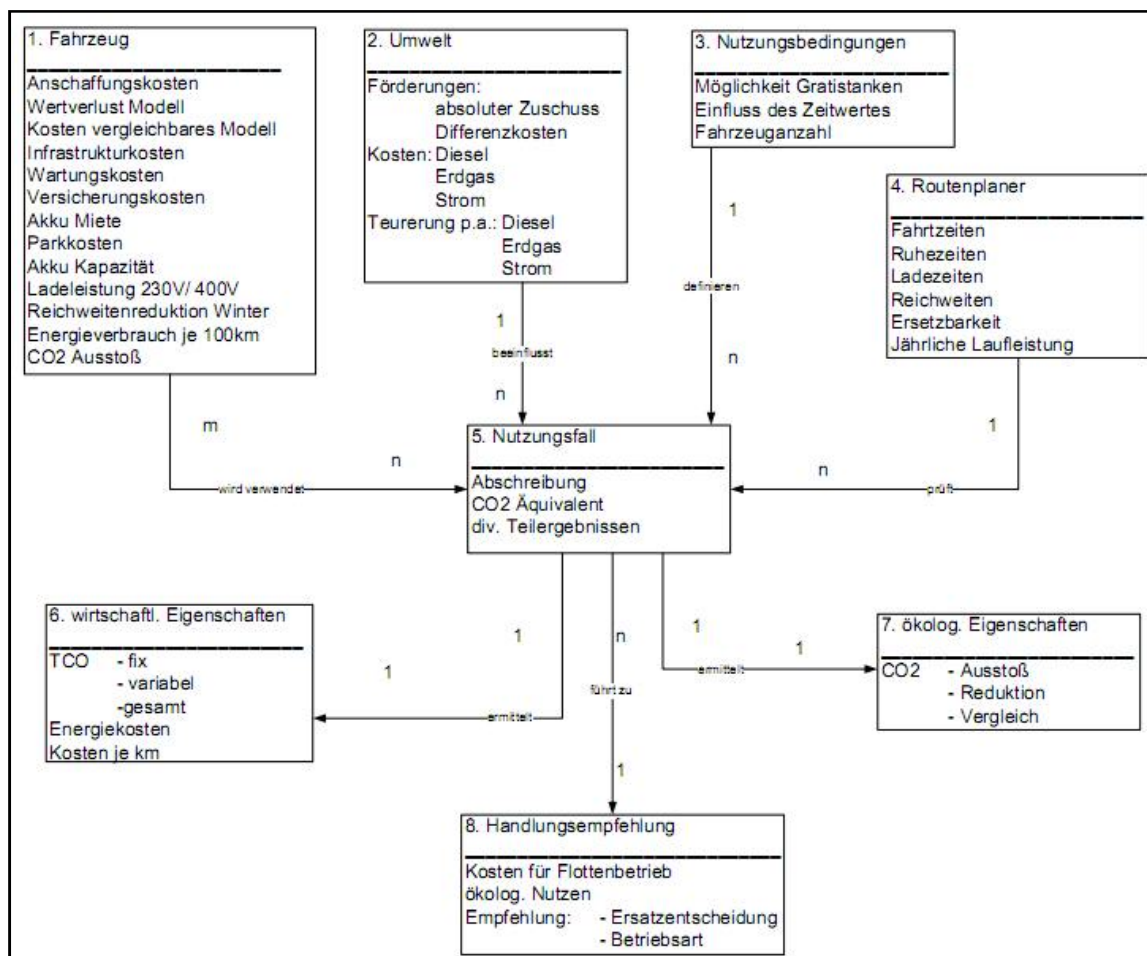 1. Fahrzeug
Anschaffungskosten
Wertverlust Modell
Kosten vergleichbares Modell
Infrastrukturkosten
Wartungskosten
Versicherungskosten
Akku Miete
Parkkosten
Akku Kapazität
Ladeleistung 230V/ 400V
Reichweitenreduktion Winter
Energieverbrauch je 100km
CO2 Ausstoß
2. Umwelt
Förderungen:
absoluter Zuschuss
Differenzkosten
Kosten: Diesel
Erdgas
Strom
Teurerung p.a.: Diesel
Erdgas
Strom
3. Nutzungsbedingungen
Möglichkeit Gratistanken
Einfluss des Zeitwertes
Fahrzeuganzahl
4. Routenplaner
Fahrtzeiten
Ruhezeiten
Ladezeiten
Reichweiten
Ersetzbarkeit
Jährliche Laufleistung
m
wird verwendet
n
1
beeinflusst
n
1
definieren
n
1
prüft
n
5. Nutzungsfall
Abschreibung
CO2 Äquivalent
div. Teilergebnissen
1
ermittelt
1
n
führt zu
1
1
ermittelt
1
6. wirtschaftl. Eigenschaften
TCO - fix
- variabel
-gesamt
Energiekosten
Kosten je km
7. ökolog. Eigenschaften
CO2 - Ausstoß
- Reduktion
- Vergleich
8. Handlungsempfehlung
Kosten für Flottenbetrieb
ökolog. Nutzen
Empfehlung: - Ersatzentscheidung
- Betriebsart